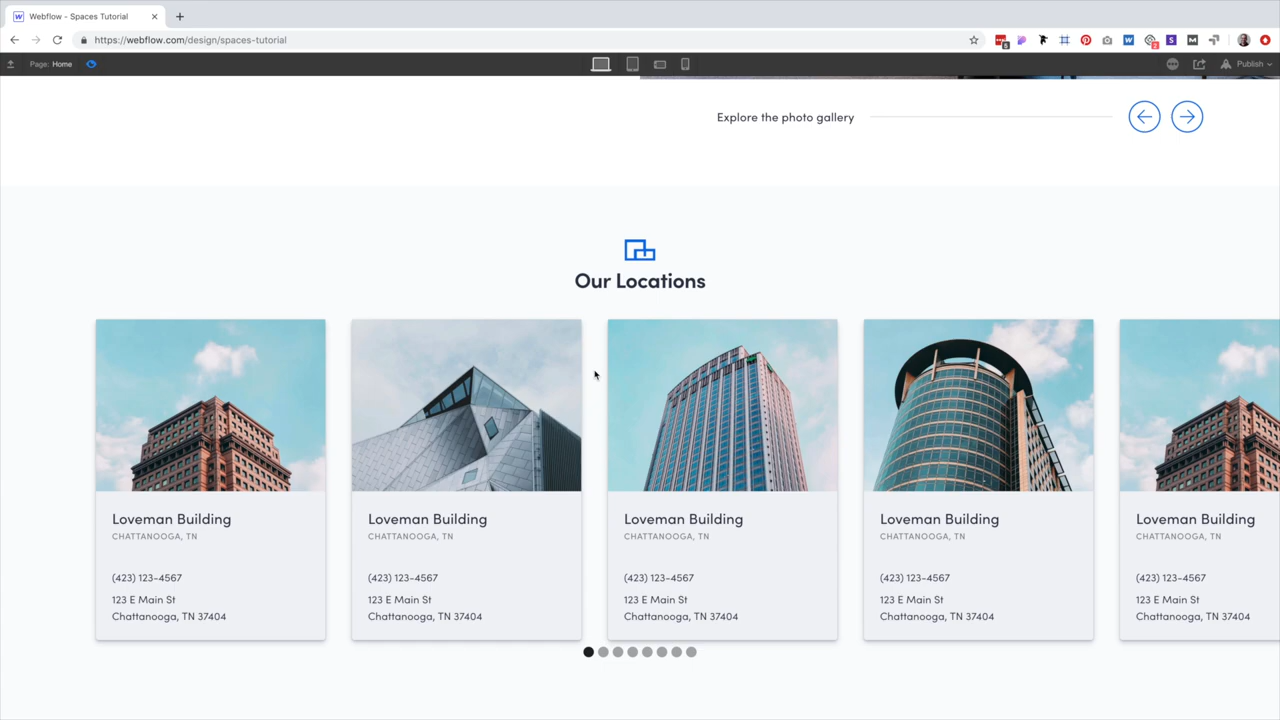 Webflow - Spaces Tutorial
https://webflow.com/design/spaces-tutorial
Page: Home
Publish
Explore the photo gallery
Our Locations
Loveman Building
CHATTANOOGA, TN
(423) 123-4567
123 E Main St
Chattanooga, TN 37404
Loveman Building
CHATTANOOGA, TN
(423) 123-4567
123 E Main St
Chattanooga, TN 37404
Loveman Building
CHATTANOOGA, TN
(423) 123-4567
123 E Main St
Chattanooga, TN 37404
Loveman Building
CHATTANOOGA, TN
(423) 123-4567
123 E Main St
Chattanooga, TN 37404
Loveman Building
CHATTANOOGA, TN
(423) 123-4567
123 E Main St
Chattanooga, TN 37404